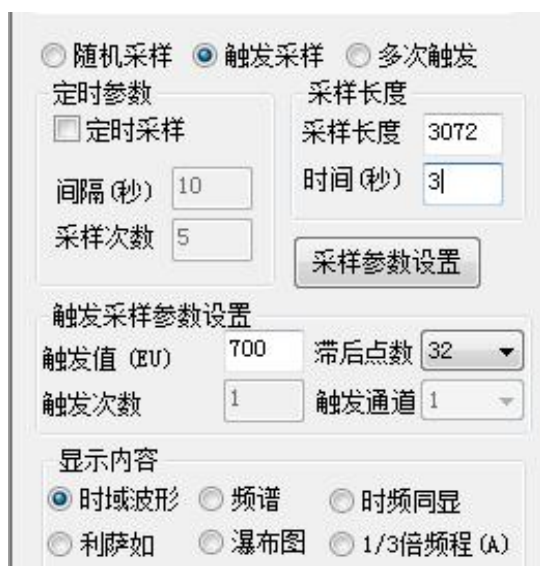 随机采样 触发采样 多次触发
定时参数 采样长度
定时采样 采样长度 3072
间隔(秒) 10 时间(秒) 3
采样次数 5 采样参数设置
触发采样参数设置
触发值 (EU) 700 滞后点数 32
触发次数 1 触发通道 1
显示内容
时域波形 频谱 时频同显
利萨如 瀑布图 1/3倍频程(A)